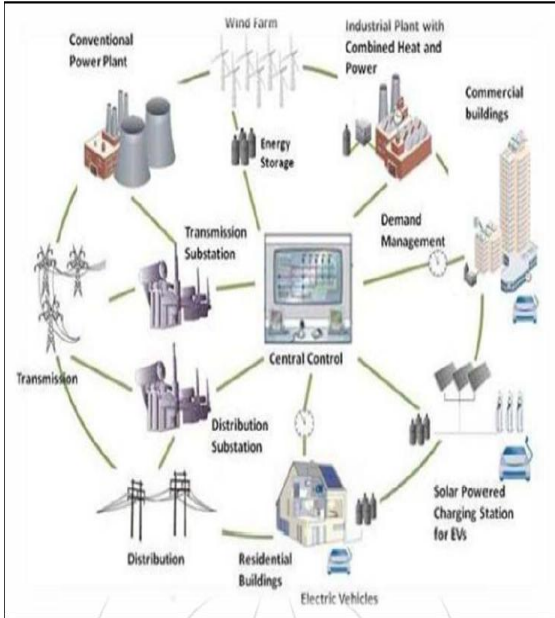 Wind Farm
Industrial Plant with
Combined Heat and
Power
Conventional
Power Plant
Commercial
buildings
Energy
Storage
Transmission
Substation
Demand
Management
Central Control
Transmission
Distribution
Substation
Solar Powered
Charging Station
for EVs
Distribution
Residential
Buildings
Electric Vehicles